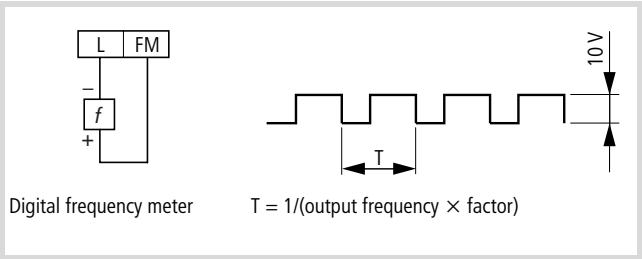 L FM
10 V
–
f
+
T
Digital frequency meter
T = 1/(output frequency × factor)